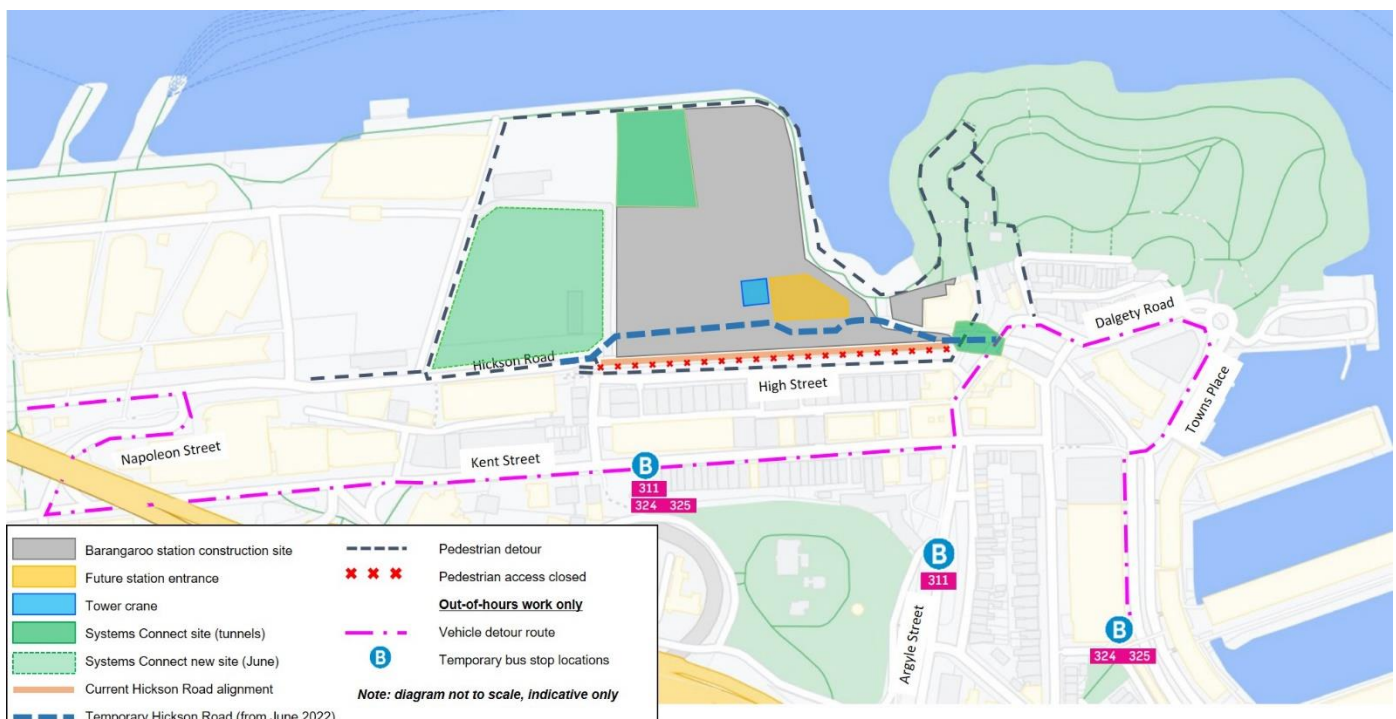 Dalgety Road
Hickson Road
High Street
Towns Place
Napoleon Street
Kent Street
B
311
324 325
B
311
Argyle Street
B
324 325
Barangaroo station construction site
Future station entrance
Tower crane
Systems Connect site (tunnels)
Systems Connect new site (June)
Current Hickson Road alignment
Temporary Hickson Road (from June 2022)
Pedestrian detour
Pedestrian access closed
Out-of-hours work only
Vehicle detour route
B
Temporary bus stop locations
Note: diagram not to scale, indicative only